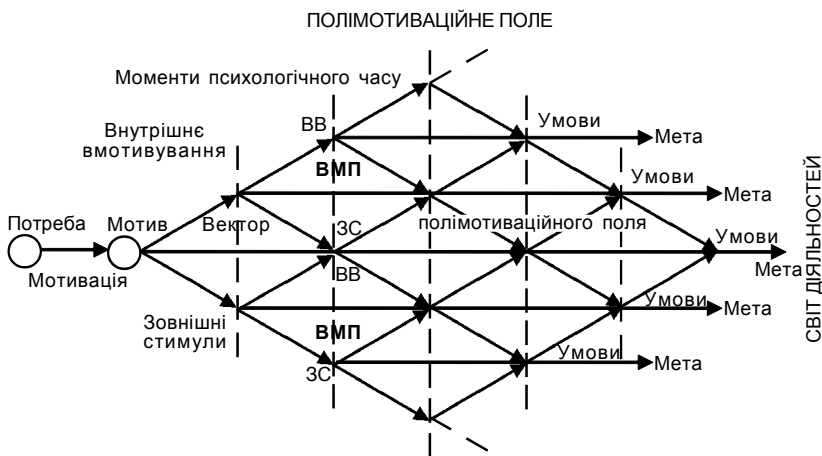 ПОЛІМОТИВАЦІЙНЕ ПОЛЕ
Моменти психологічного часу
Внутрішнє
вмотивування
ВВ
Умови
Мета
ВМП
Умови
Мета
Потреба
Мотив
Вектор
ЗС
полімотиваційного поля
Умови
Мотивація
ВВ
Мета
Зовнішні
стимули
ВМП
Умови
Мета
ЗС
Умови
Мета
СВІТ ДІЯЛЬНОСТЕЙ